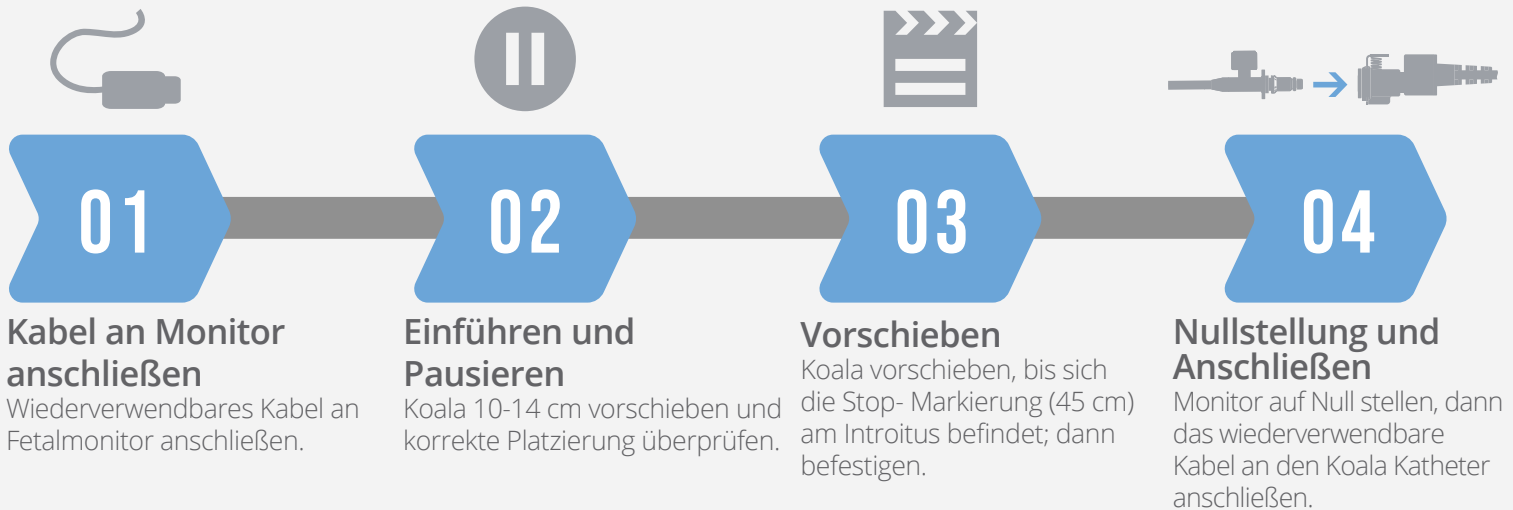 01
Kabel an Monitor
anschließen
Wiederverwendbares Kabel an
Fetalmonitor anschließen.
02
Einführen und
Pausieren
Koala 10-14 cm vorschieben und
korrekte Platzierung überprüfen.
03
Vorschieben
Koala vorschieben, bis sich
die Stop- Markierung (45 cm)
am Introitus befindet; dann
befestigen.
04
Nullstellung und
Anschließen
Monitor auf Null stellen, dann
das wiederverwendbare
Kabel an den Koala Katheter
anschließen.